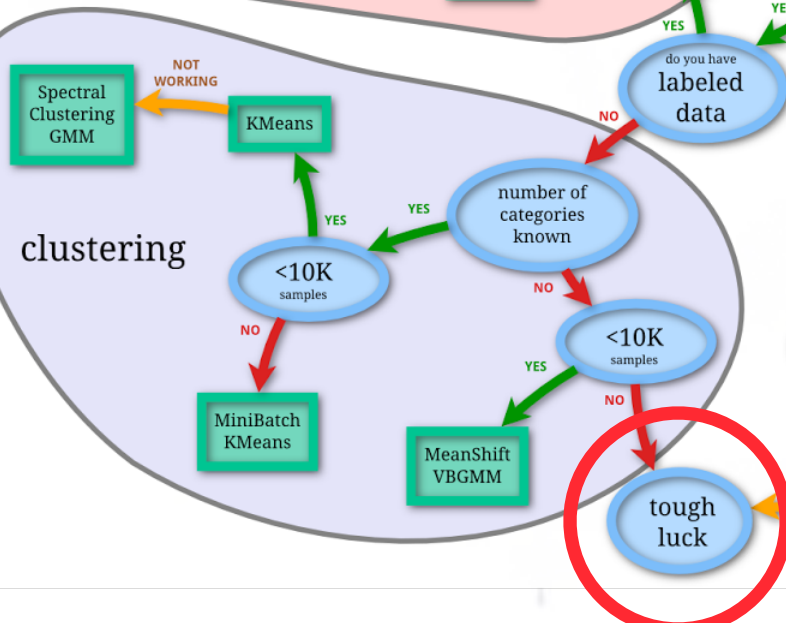 YES
YE
do you have
labeled
data
NO
NOT
WORKING
Spectral
Clustering
GMM
KMeans
number of
categories
known
YES
YES
clustering
<10K
samples
NO
NO
<10K
samples
YES
NO
MiniBatch
KMeans
MeanShift
VBGMM
tough
luck